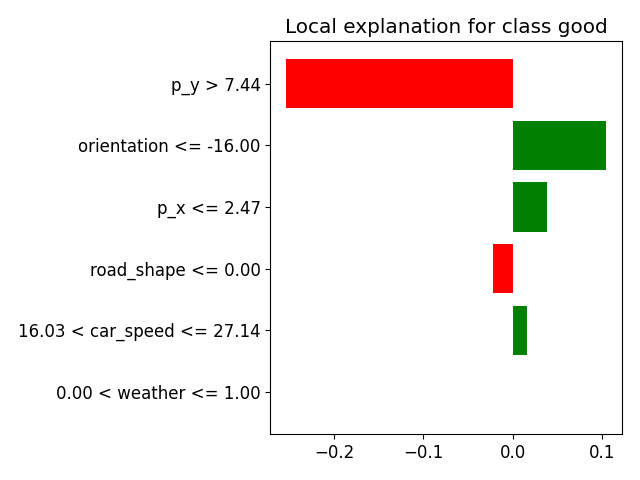 Local explanation for class good
p_y > 7.44
orientation <= -16.00
p_x <= 2.47
road_shape <= 0.00
16.03 < car_speed <= 27.14
0.00 < weather <= 1.00
−0.2 −0.1 0.0 0.1